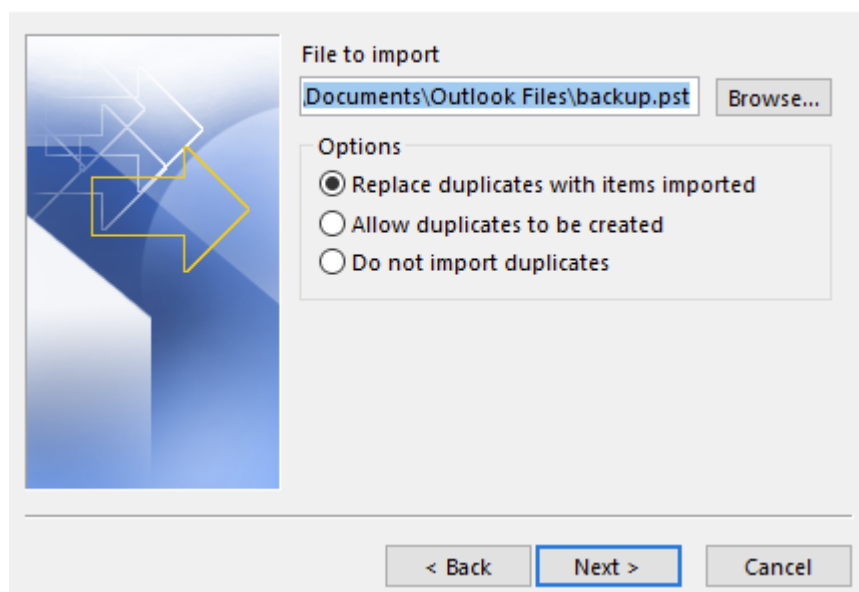 File to import
\Documents\Outlook Files\backup.pst
Browse...
Options
Replace duplicates with items imported
Allow duplicates to be created
Do not import duplicates
< Back
Next >
Cancel